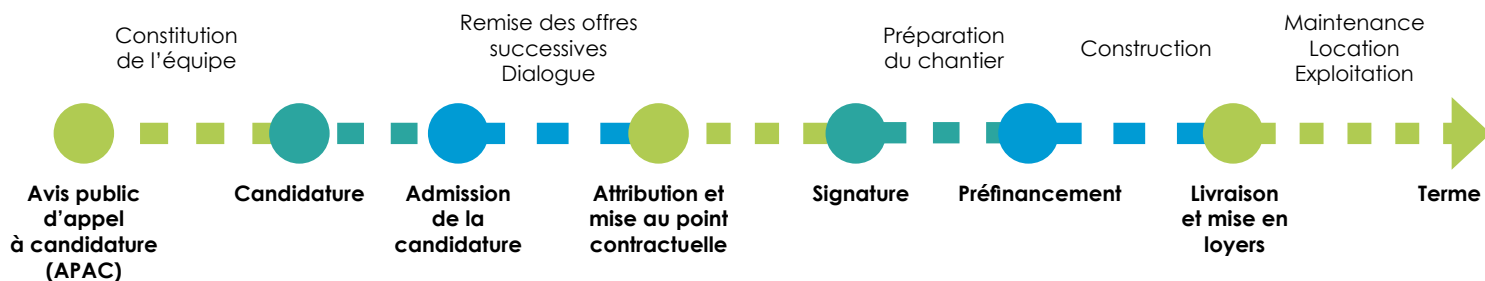 Constitution
de l’équipe
Remise des offres
successives
Dialogue
Préparation
du chantier
Construction
Maintenance
Location
Exploitation
Avis public
d’appel
à candidature
(APAC)
Candidature
Admission
de la
candidature
Attribution et
mise au point
contractuelle
Signature
Préfinancement
Livraison
et mise en
loyers
Terme